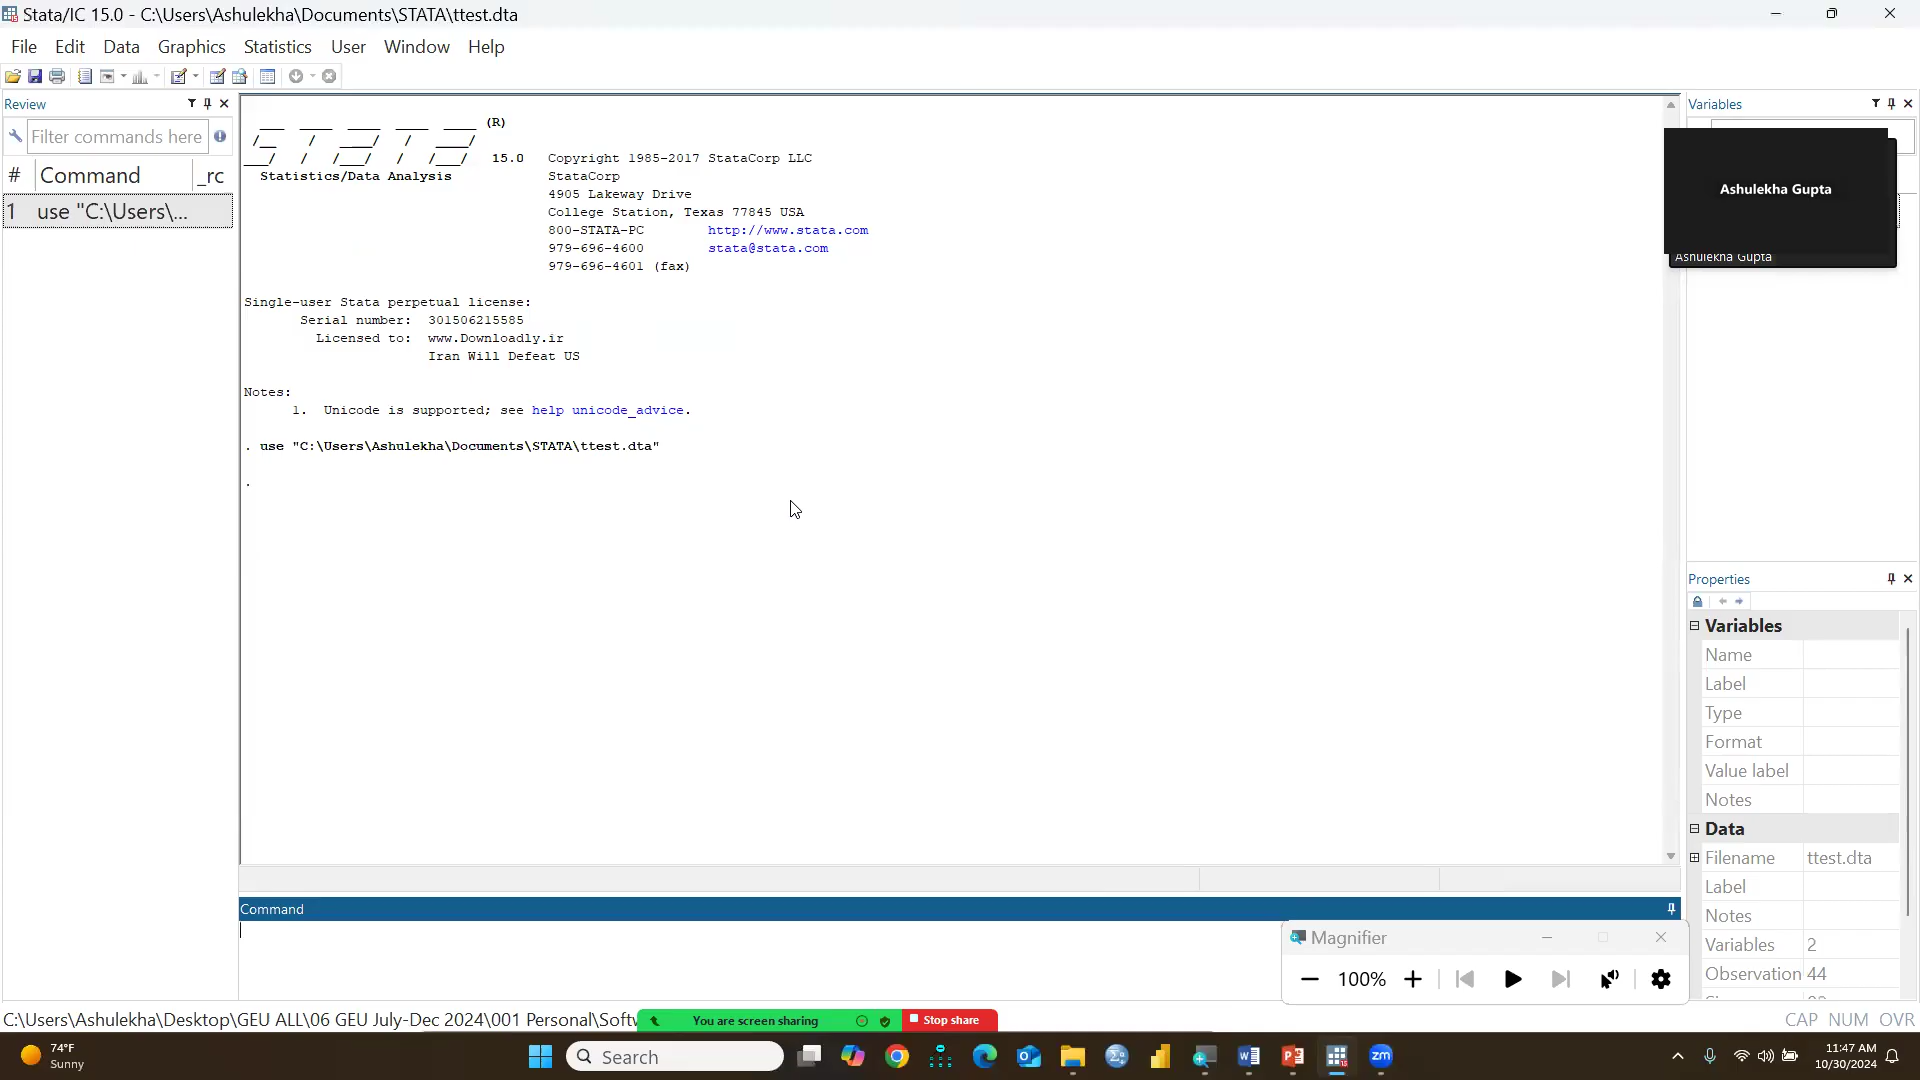 Stata/IC 15.0 - C:\Users\Ashulekha\Documents\STATA\ttest.dta
File Edit Data Graphics Statistics User Window Help
Review
Filter commands here
# Command _rc
1 use "C:\Users\...
(R)
15.0 Copyright 1985-2017 StataCorp LLC
Statistics/Data Analysis StataCorp
4905 Lakeway Drive
College Station, Texas 77845 USA
800-STATA-PC http://www.stata.com
979-696-4600 stata@stata.com
979-696-4601 (fax)
Single-user Stata perpetual license:
Serial number: 301506215585
Licensed to: www.Downloadly.ir
Iran Will Defeat US
Notes:
1. Unicode is supported; see help unicode_advice.
. use "C:\Users\Ashulekha\Documents\STATA\ttest.dta"
.
Variables
Ashulekha Gupta
Ashulekha Gupta
Properties
Variables
Name
Label
Type
Format
Value label
Notes
Data
Filename ttest.dta
Label
Notes
Variables 2
Observation 44
Command
Magnifier
100%
C:\Users\Ashulekha\Desktop\GEU ALL\06 GEU July-Dec 2024\001 Personal\Softw
You are screen sharing
Stop share
CAP NUM OVR
74°F
Sunny
Search
zm
11:47 AM
10/30/2024